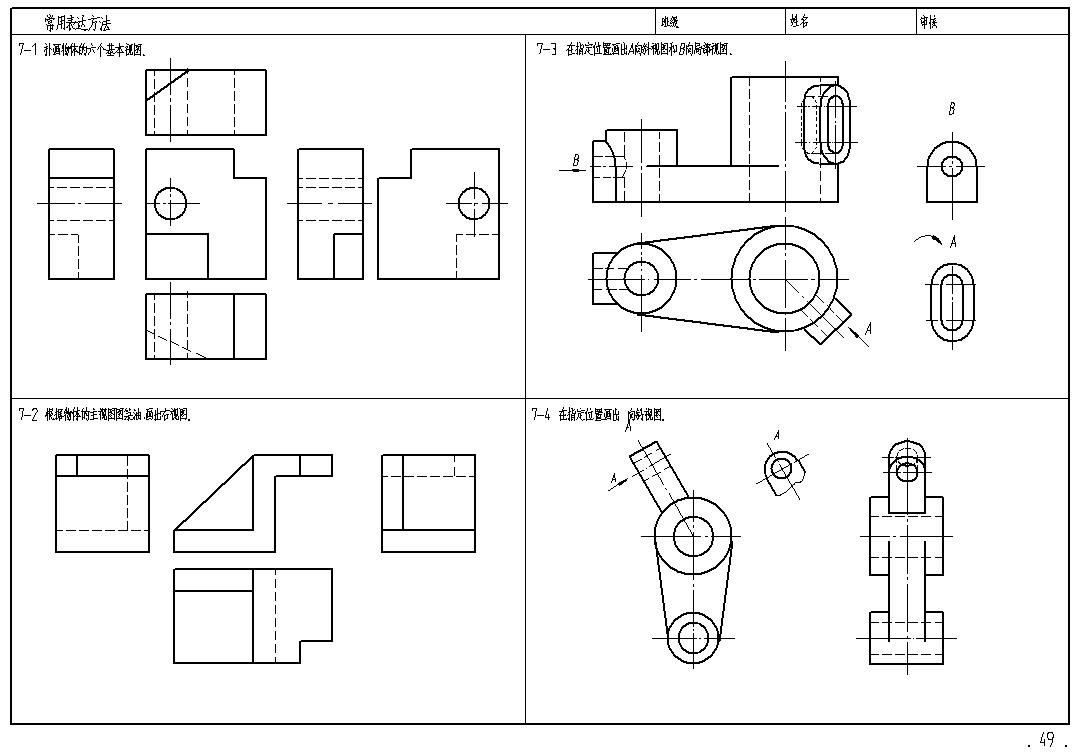 常用表达方法 班级 姓名 审核
7-1 补画物体的六个基本视图.
7-3 在指定位置画出A向斜视图和B向局部视图.
B
B
A
A
7-2 根据物体的主视图图及油,画出右视图.
7-4 在指定位置画出A向斜视图.
A
A
. 49 .